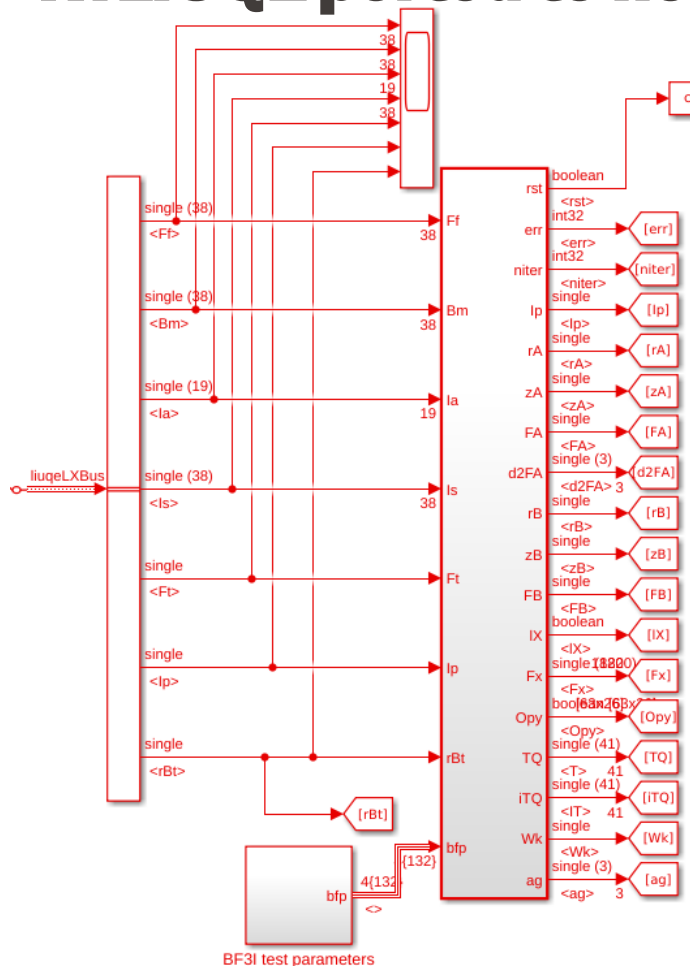 38
38
19
38
single (38)
<Ff>
single (38)
<Bm>
single (19)
<Ia>
liuqeLXBus
single (38)
<Is>
single
<Ft>
single
<Ip>
single
<rBt>
[rBt]
Ff
38
Bm
38
Ia
19
Is
38
Ft
Ip
rBt
bfp
{132}
4{132}
bfp
<>
BF3I test parameters
rst
boolean
<rst>
err
int32
<err>
[err]
niter
int32
<niter>
[niter]
Ip
single
<Ip>
[Ip]
rA
single
<rA>
[rA]
zA
single
<zA>
[zA]
FA
single
<FA>
[FA]
d2FA
single (3)
<d2FA> 3
[d2FA]
rB
single
<rB>
[rB]
zB
single
<zB>
[zB]
FB
single
<FB>
[FB]
lX
boolean
<lX>
[lX]
Fx
single
<Fx>
[Fx]
Opy
boolean
<Opy>
[Opy]
TQ
single (41)
<T> 41
[TQ]
iTQ
single (41)
<IT> 41
[iTQ]
Wk
single
<Wk>
[Wk]
ag
single (3)
<ag> 3
[ag]